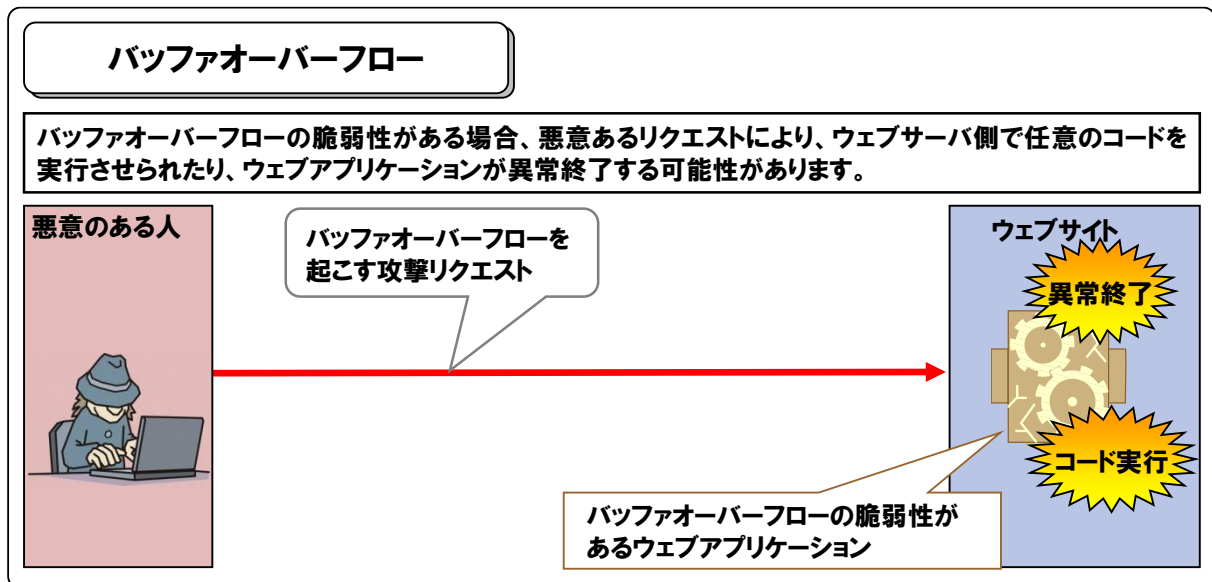 バッファオーバーフロー
バッファオーバーフローの脆弱性がある場合、悪意あるリクエストにより、ウェブサーバ側で任意のコードを
実行させられたり、ウェブアプリケーションが異常終了する可能性があります。
悪意のある人
バッファオーバーフローを
起こす攻撃リクエスト
ウェブサイト
異常終了
コード実行
バッファオーバーフローの脆弱性が
あるウェブアプリケーション